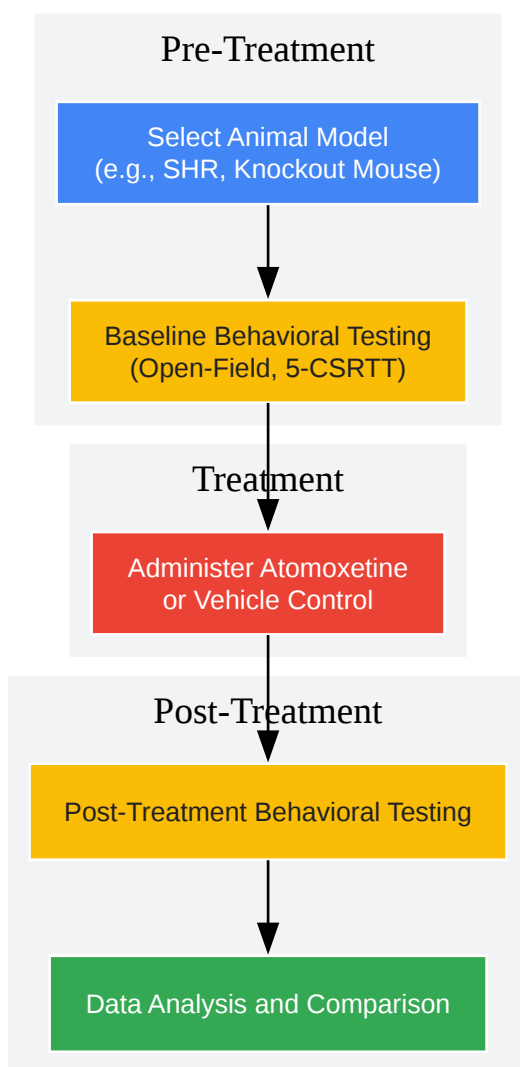 Pre-Treatment
Select Animal Model
(e.g., SHR, Knockout Mouse)
Baseline Behavioral Testing
(Open-Field, 5-CSRTT)
Treatment
Administer Atomoxetine
or Vehicle Control
Post-Treatment
Post-Treatment Behavioral Testing
Data Analysis and Comparison